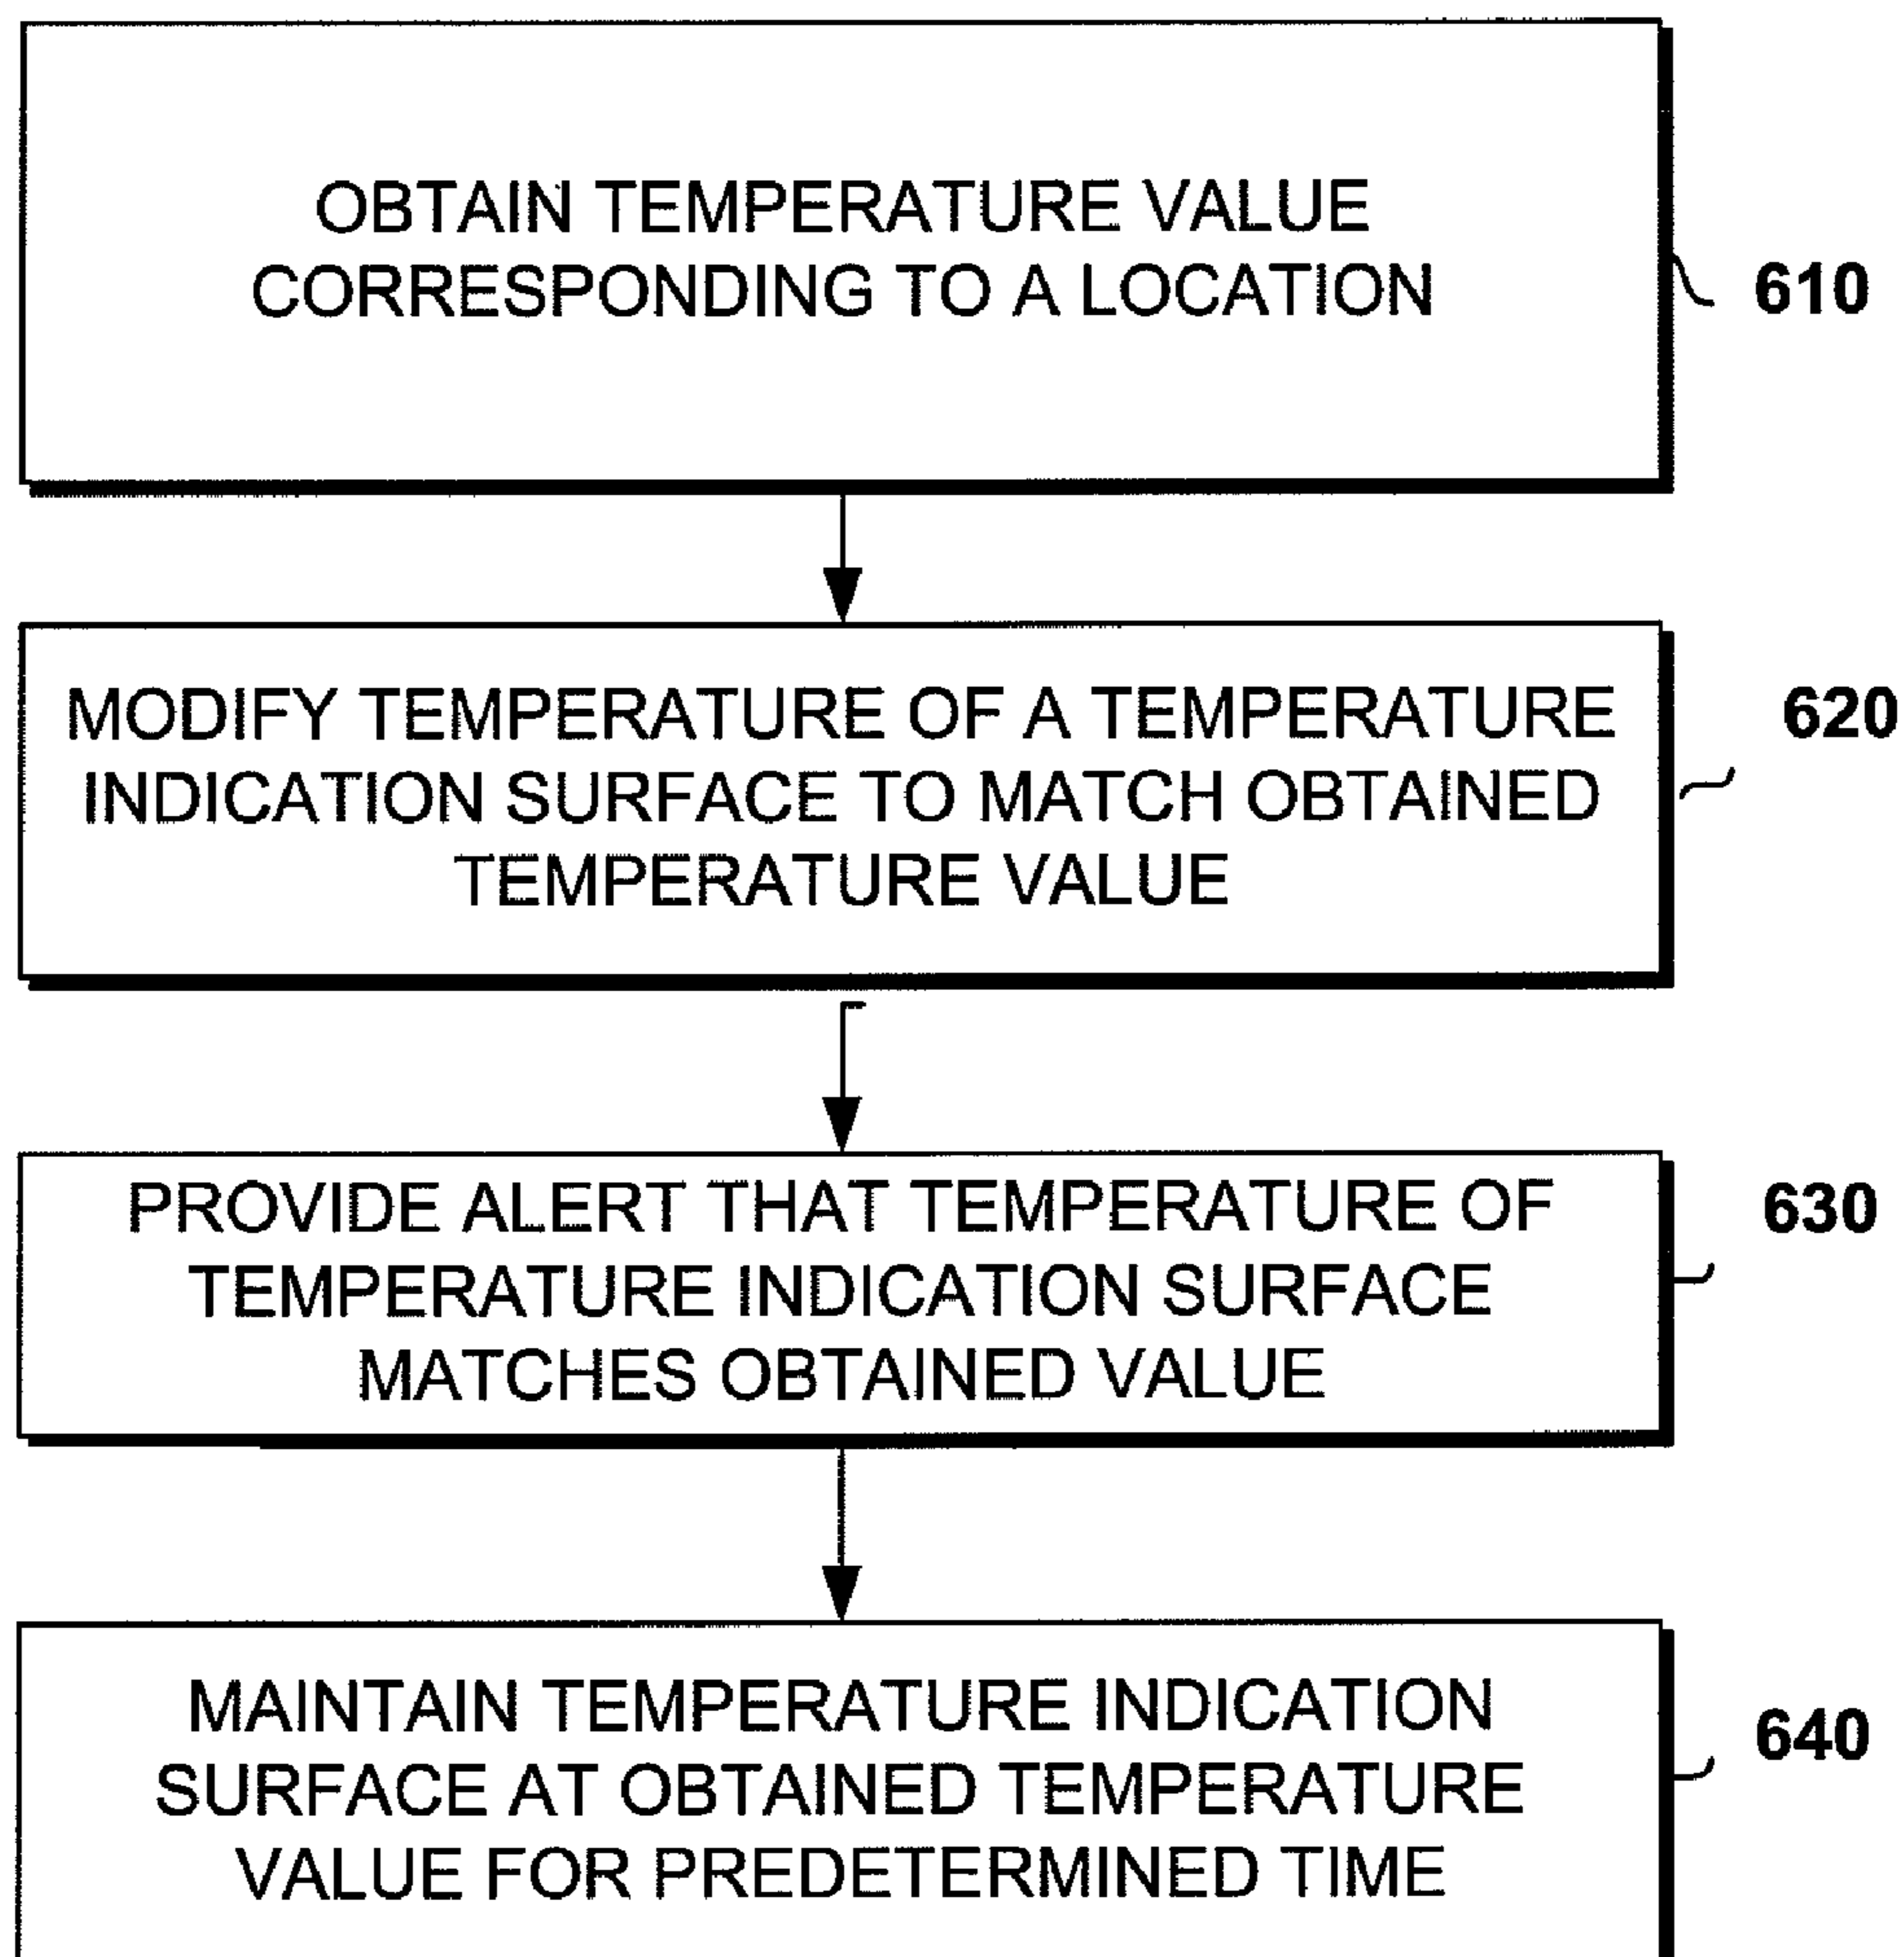 OBTAIN TEMPERATURE VALUE
CORRESPONDING TO A LOCATION
610
MODIFY TEMPERATURE OF A TEMPERATURE
INDICATION SURFACE TO MATCH OBTAINED
TEMPERATURE VALUE
620
PROVIDE ALERT THAT TEMPERATURE OF
TEMPERATURE INDICATION SURFACE
MATCHES OBTAINED VALUE
630
MAINTAIN TEMPERATURE INDICATION
SURFACE AT OBTAINED TEMPERATURE
VALUE FOR PREDETERMINED TIME
640